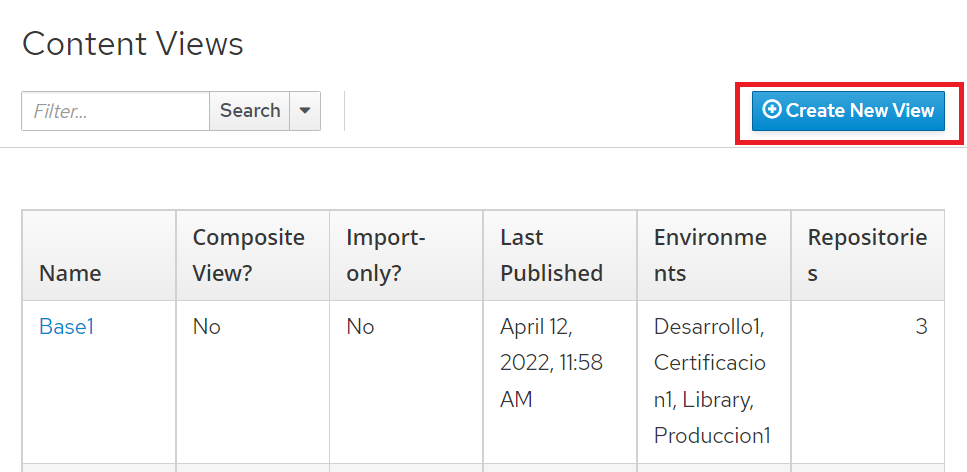 Content Views
Filter... Search Create New View
Name Composite View? Import-only? Last Published Environments Repositories
Base1 No No April 12, 2022, 11:58 AM Desarrollo1, Certificacion1, Library, Produccion1 3